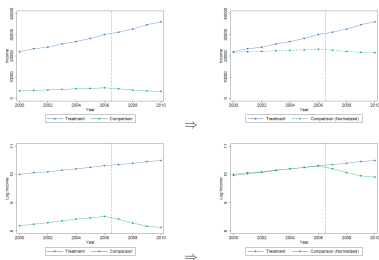 Income
40000
30000
20000
10000
0
2000 2002 2004 2006 2008 2010
Year
Treatment Comparison
⇒
Income
40000
30000
20000
10000
0
2000 2002 2004 2006 2008 2010
Year
Treatment Comparison (Normalized)
Log Income
11
10
9
8
2000 2002 2004 2006 2008 2010
Year
Treatment Comparison
⇒
Log Income
11
10
9
8
2000 2002 2004 2006 2008 2010
Year
Treatment Comparison (Normalized)